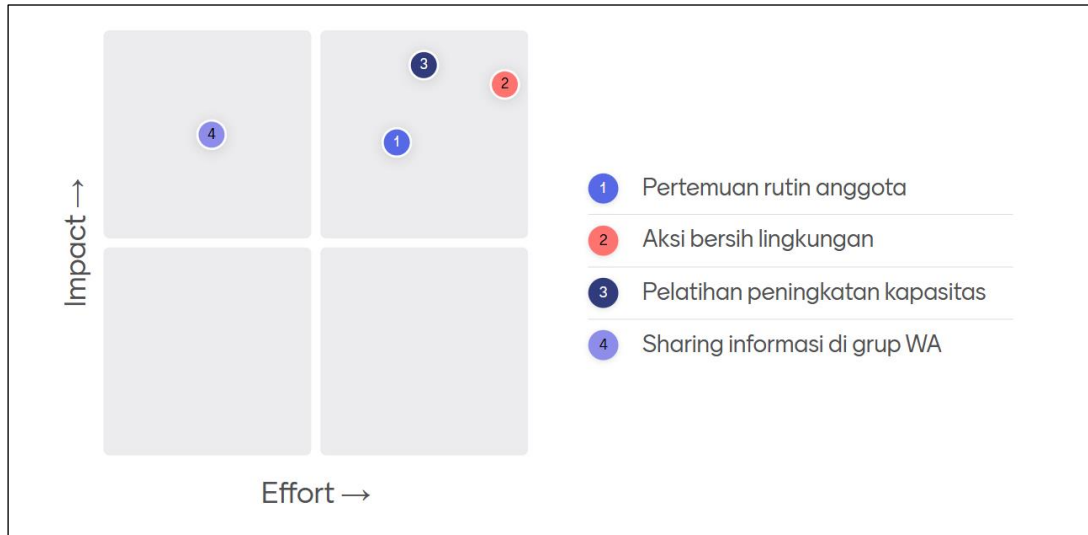 3
2
4
1
Impact →
Effort →
1 Pertemuan rutin anggota
2 Aksi bersih lingkungan
3 Pelatihan peningkatan kapasitas
4 Sharing informasi di grup WA